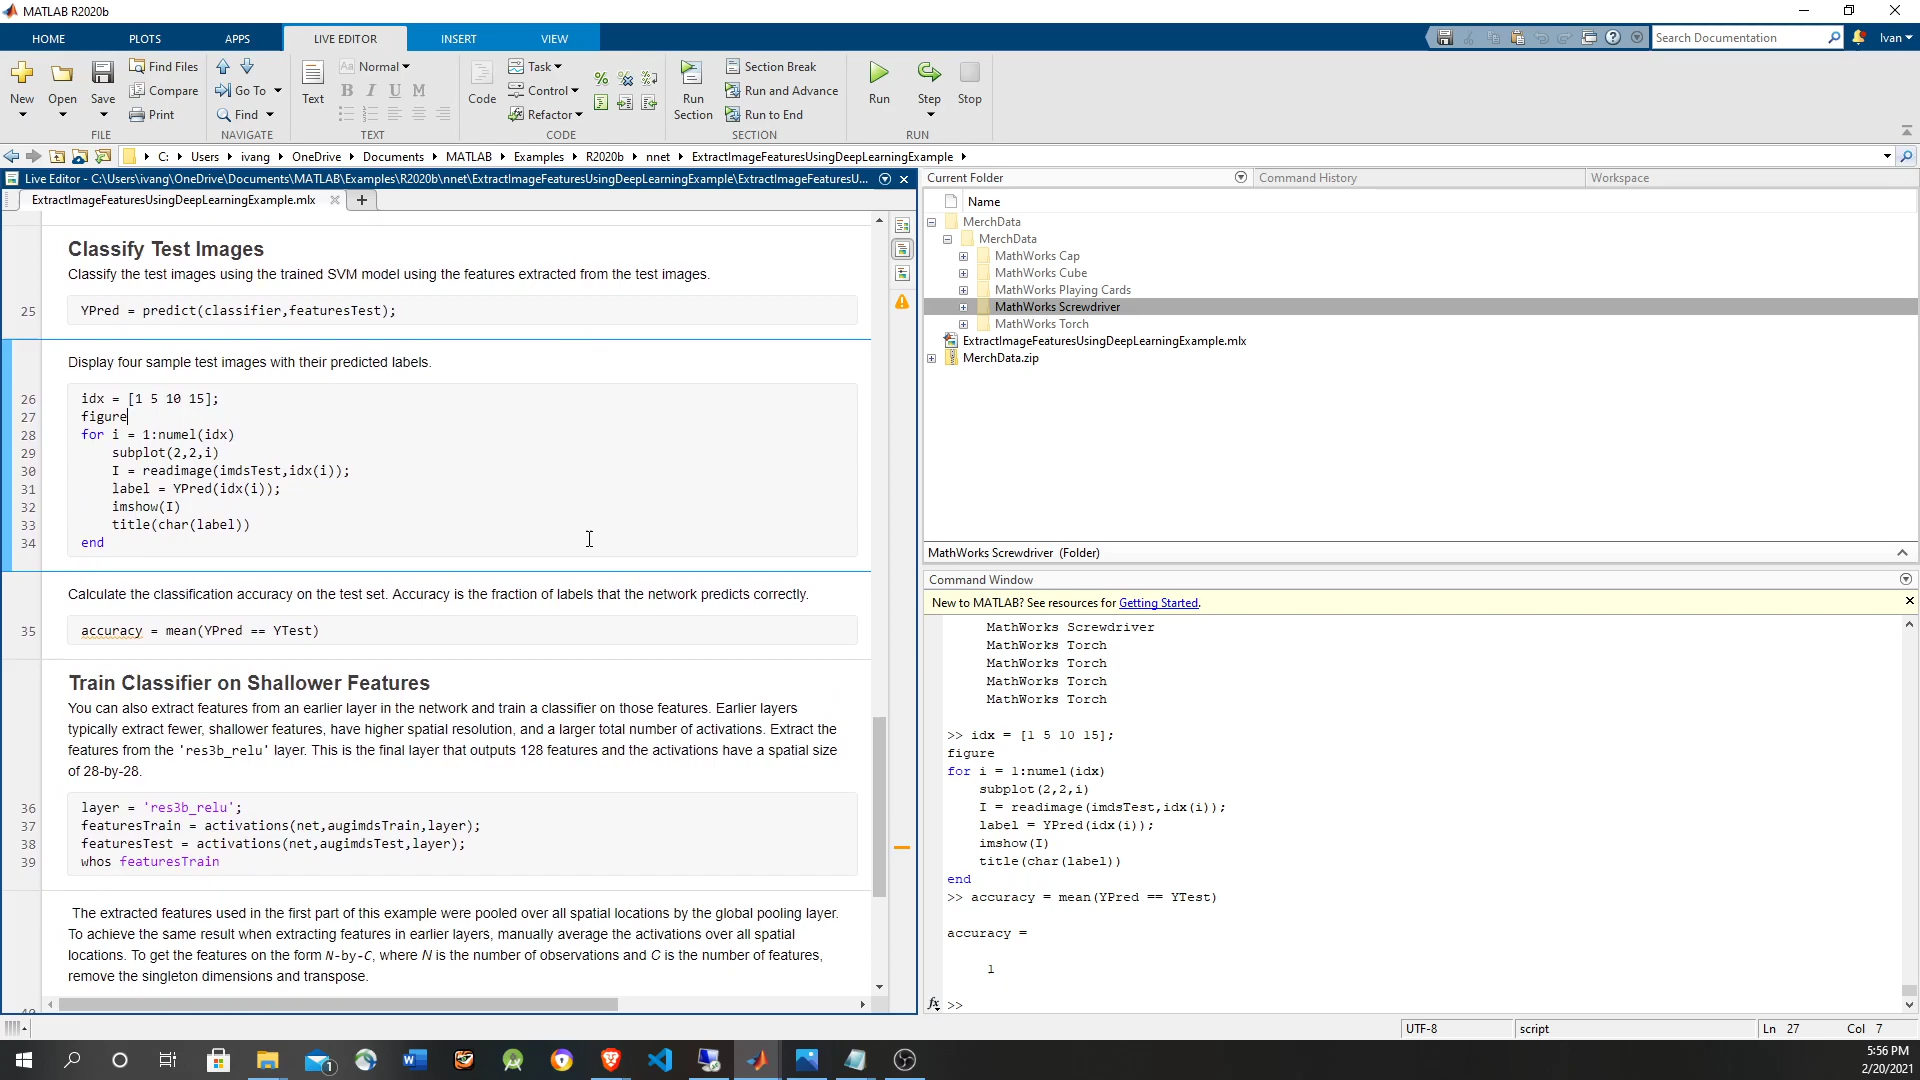 MATLAB R2020b
HOME PLOTS APPS LIVE EDITOR INSERT VIEW
Search Documentation
Ivan
New
Open
Save
Find Files
Compare
Print
FILE
Go To
Find
NAVIGATE
Text
Aa Normal
B I U M
TEXT
Code
Task
Control
Refactor
CODE
Run Section
Section Break
Run and Advance
Run to End
SECTION
Run
Step
Stop
RUN
C: Users ivang OneDrive Documents MATLAB Examples R2020b nnet ExtractImageFeaturesUsingDeepLearningExample
Live Editor - C:\Users\ivang\OneDrive\Documents\MATLAB\Examples\R2020b\nnet\ExtractImageFeaturesUsingDeepLearningExample\ExtractImageFeaturesU...
ExtractImageFeaturesUsingDeepLearningExample.mlx
Classify Test Images
Classify the test images using the trained SVM model using the features extracted from the test images.
25 YPred = predict(classifier,featuresTest);
Display four sample test images with their predicted labels.
26 idx = [1 5 10 15];
27 figure
28 for i = 1:numel(idx)
29 subplot(2,2,i)
30 I = readimage(imdsTest,idx(i));
31 label = YPred(idx(i));
32 imshow(I)
33 title(char(label))
34 end
Calculate the classification accuracy on the test set. Accuracy is the fraction of labels that the network predicts correctly.
35 accuracy = mean(YPred == YTest)
Train Classifier on Shallower Features
You can also extract features from an earlier layer in the network and train a classifier on those features. Earlier layers
typically extract fewer, shallower features, have higher spatial resolution, and a larger total number of activations. Extract the
features from the 'res3b_relu' layer. This is the final layer that outputs 128 features and the activations have a spatial size
of 28-by-28.
36 layer = 'res3b_relu';
37 featuresTrain = activations(net,augimdsTrain,layer);
38 featuresTest = activations(net,augimdsTest,layer);
39 whos featuresTrain
The extracted features used in the first part of this example were pooled over all spatial locations by the global pooling layer.
To achieve the same result when extracting features in earlier layers, manually average the activations over all spatial
locations. To get the features on the form N-by-C, where N is the number of observations and C is the number of features,
remove the singleton dimensions and transpose.
Current Folder
Command History
Workspace
Name
MerchData
MerchData
MathWorks Cap
MathWorks Cube
MathWorks Playing Cards
MathWorks Screwdriver
MathWorks Torch
ExtractImageFeaturesUsingDeepLearningExample.mlx
MerchData.zip
MathWorks Screwdriver (Folder)
Command Window
New to MATLAB? See resources for Getting Started.
MathWorks Screwdriver
MathWorks Torch
MathWorks Torch
MathWorks Torch
MathWorks Torch
>> idx = [1 5 10 15];
figure
for i = 1:numel(idx)
subplot(2,2,i)
I = readimage(imdsTest,idx(i));
label = YPred(idx(i));
imshow(I)
title(char(label))
end
>> accuracy = mean(YPred == YTest)
accuracy =
1
fx >>
UTF-8
script
Ln 27 Col 7
5:56 PM
2/20/2021